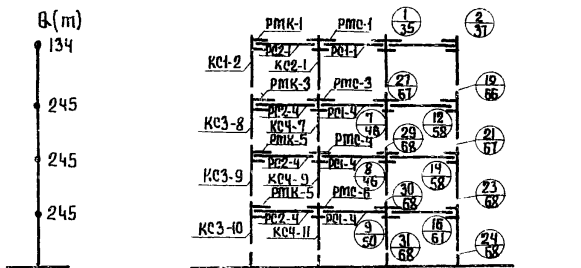 Q(т)
134
245
245
245
РМК-1
РМС-1
1
35
2
37
РС2-1
РС1-1
КС1-2
КС2-1
РМК-3
РМС-3
27
67
19
66
РС2-4
РС1-4
КС3-8
КС4-7
7
46
12
58
29
68
21
67
РМК-5
РМС-4
РС2-4
РС1-4
КС3-9
КС4-9
8
46
14
58
30
68
23
68
РМК-5
РМС-6
РС2-4
РС1-4
КС3-10
КС4-11
9
50
16
61
31
68
24
68